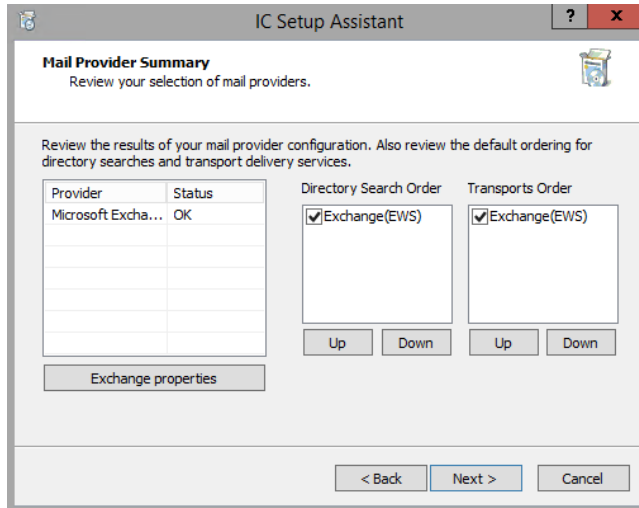 IC Setup Assistant
? x
Mail Provider Summary
Review your selection of mail providers.
Review the results of your mail provider configuration. Also review the default ordering for
directory searches and transport delivery services.
Provider Status
Microsoft Excha... OK
Exchange properties
Directory Search Order
Exchange(EWS)
Up Down
Transports Order
Exchange(EWS)
Up Down
< Back Next > Cancel